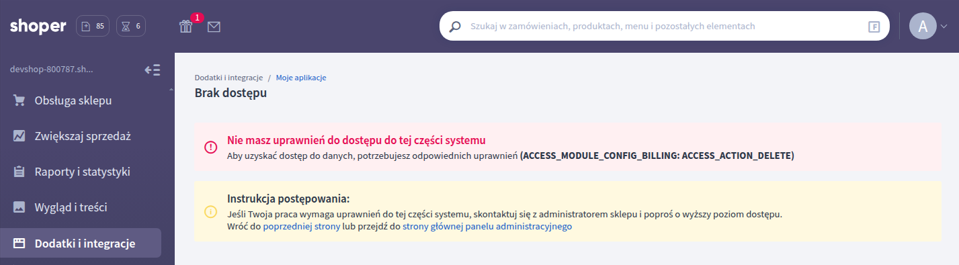 shoper
85
6
1
Szukaj w zamówieniach, produktach, menu i pozostałych elementach
F
A
devshop-800787.sh...
Obsługa sklepu
Zwiększaj sprzedaż
Raporty i statystyki
Wygląd i treści
Dodatki i integracje
Dodatki i integracje / Moje aplikacje
Brak dostępu
Nie masz uprawnień do dostępu do tej części systemu
Aby uzyskać dostęp do danych, potrzebujesz odpowiednich uprawnień (ACCESS_MODULE_CONFIG_BILLING: ACCESS_ACTION_DELETE)
Instrukcja postępowania:
Jeśli Twoja praca wymaga uprawnień do tej części systemu, skontaktuj się z administratorem sklepu i poproś o wyższy poziom dostępu.
Wróć do poprzedniej strony lub przejdź do strony głównej panelu administracyjnego